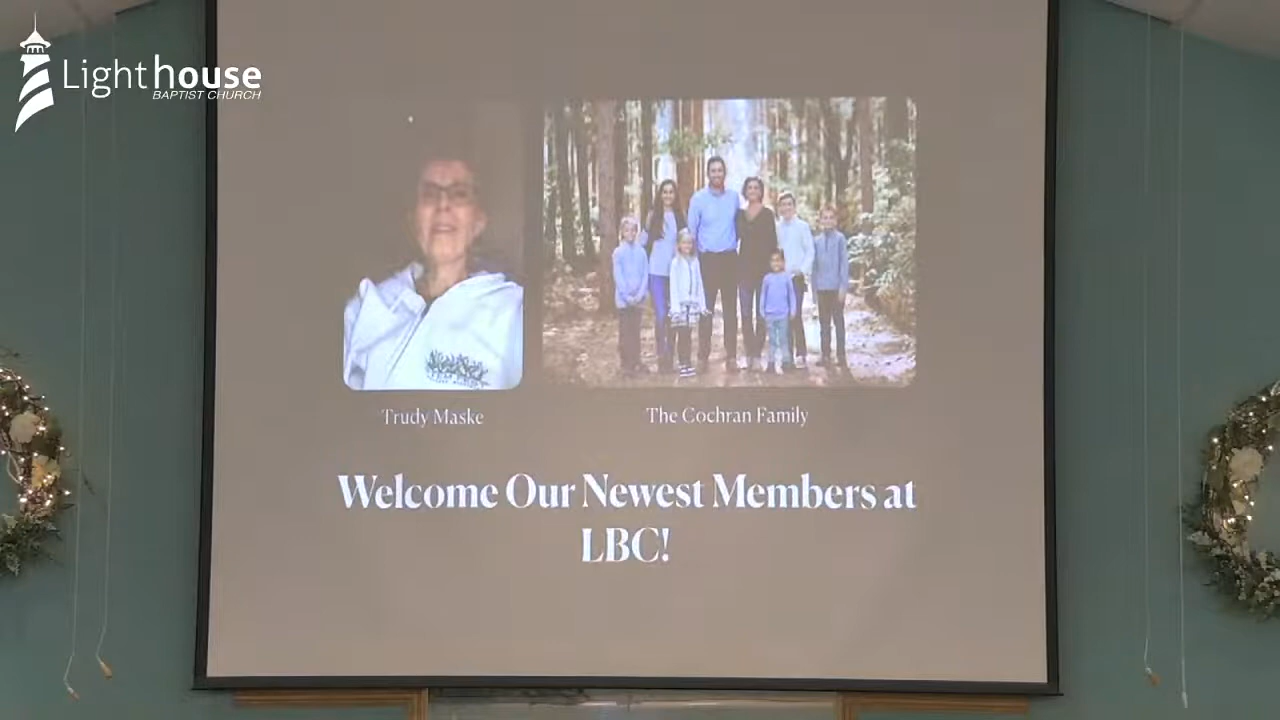 Lighthouse
BAPTIST CHURCH
Trudy Maske
The Cochran Family
Welcome Our Newest Members at
LBC!